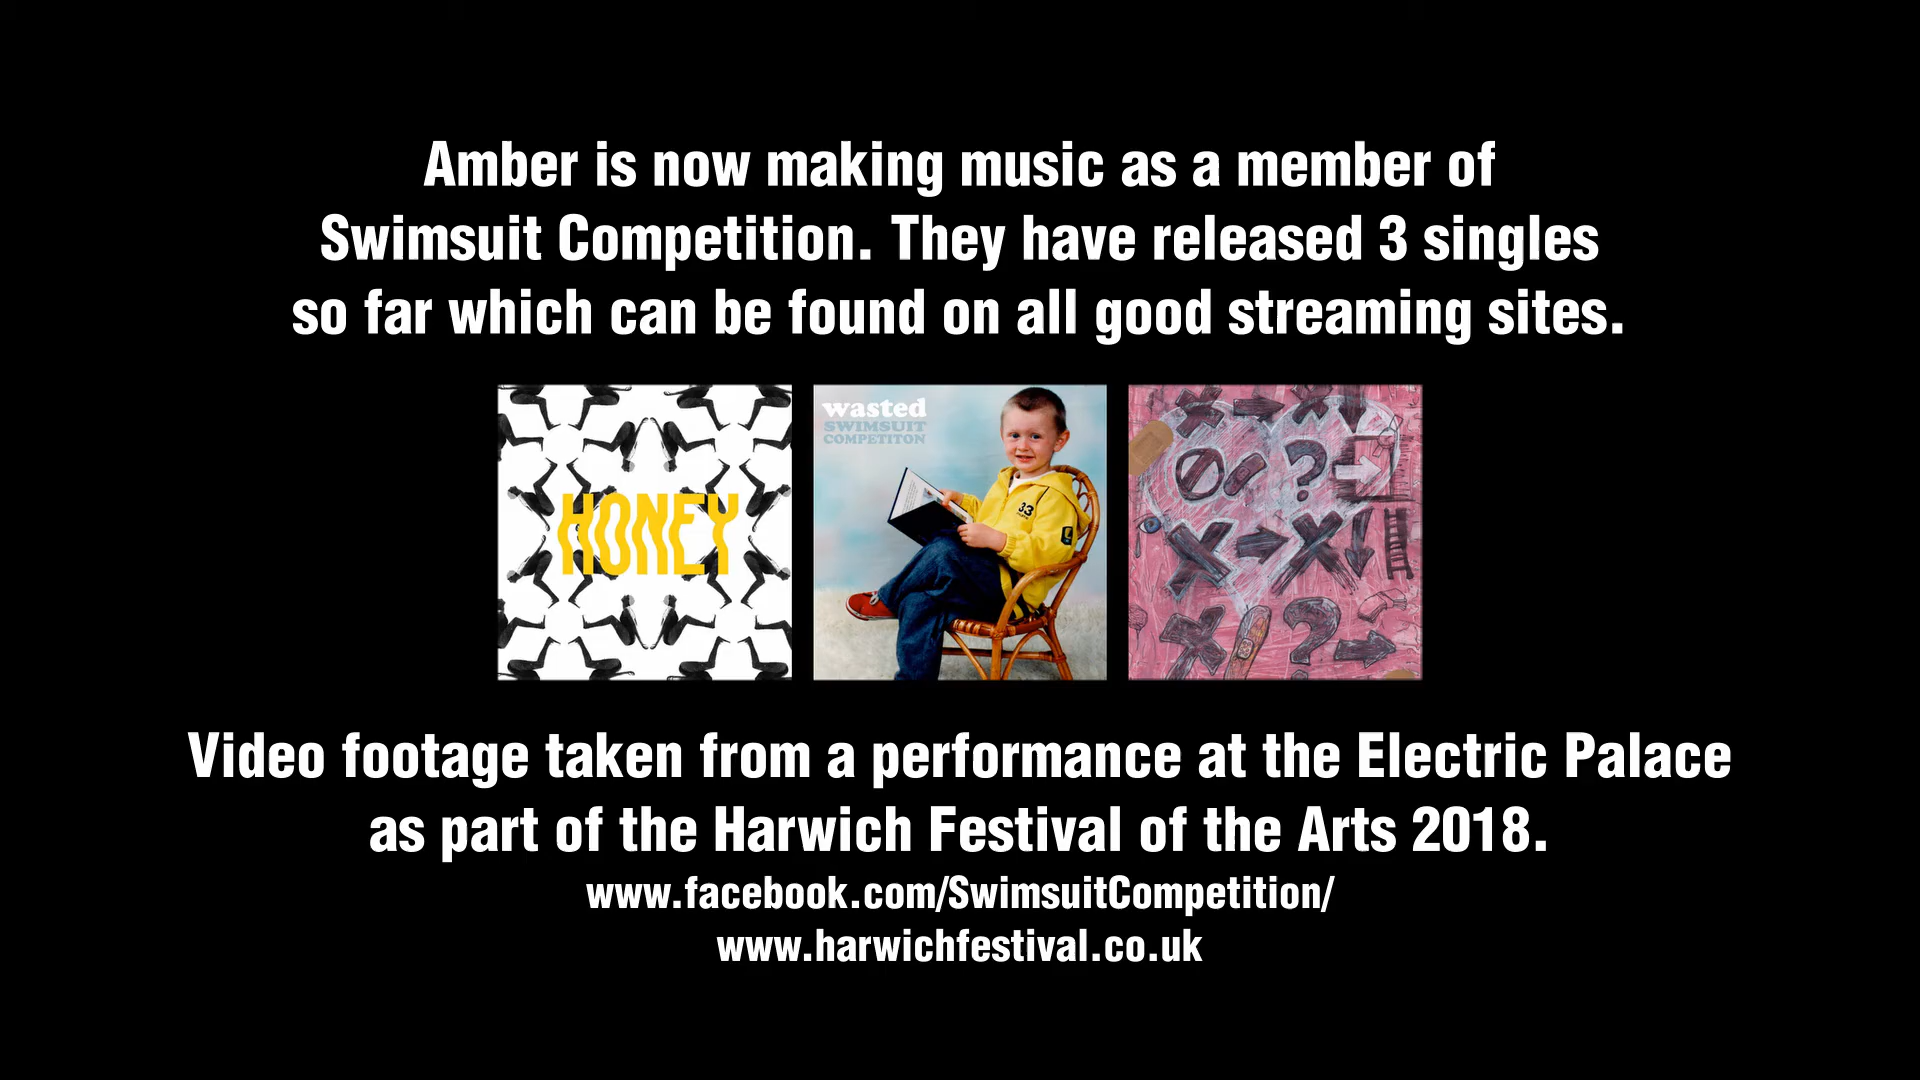 Amber is now making music as a member of
Swimsuit Competition. They have released 3 singles
so far which can be found on all good streaming sites.
HONEY
wasted
SWIMSUIT
COMPETITON
33
Video footage taken from a performance at the Electric Palace
as part of the Harwich Festival of the Arts 2018.
www.facebook.com/SwimsuitCompetition/
www.harwichfestival.co.uk